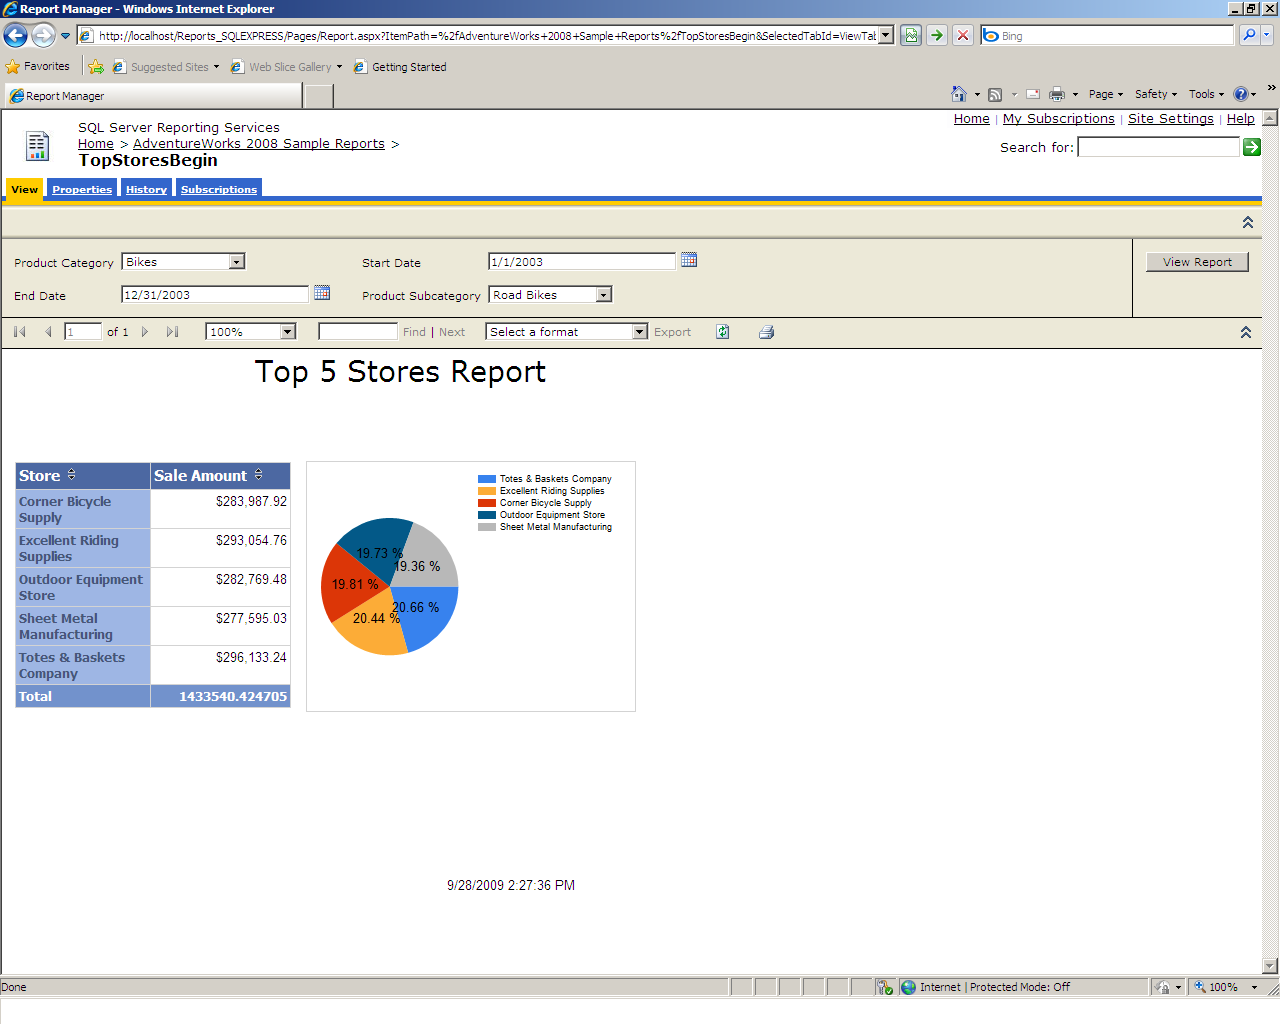 Report Manager - Windows Internet Explorer
http://localhost/Reports_SQLEXPRESS/Pages/Report.aspx?ItemPath=%2fAdventureWorks+2008+Sample+Reports%2fTopStoresBegin&SelectedTabId=ViewTab
Bing
Favorites Suggested Sites Web Slice Gallery Getting Started
Report Manager
Page Safety Tools
Home | My Subscriptions | Site Settings | Help
SQL Server Reporting Services
Home > AdventureWorks 2008 Sample Reports >
Search for:
TopStoresBegin
View Properties History Subscriptions
Product Category Bikes Start Date 1/1/2003 View Report
End Date 12/31/2003 Product Subcategory Road Bikes
1 of 1 100% Find | Next Select a format Export
Top 5 Stores Report
Store Sale Amount
Corner Bicycle
Supply
$283,987.92
Excellent Riding
Supplies
$293,054.76
Outdoor Equipment
Store
$282,769.48
Sheet Metal
Manufacturing
$277,595.03
Totes & Baskets
Company
$296,133.24
Total 1433540.424705
Totes & Baskets Company
Excellent Riding Supplies
Corner Bicycle Supply
Outdoor Equipment Store
Sheet Metal Manufacturing
19.73 %
19.36 %
19.81 %
20.66 %
20.44 %
9/28/2009 2:27:36 PM
Done Internet | Protected Mode: Off 100%